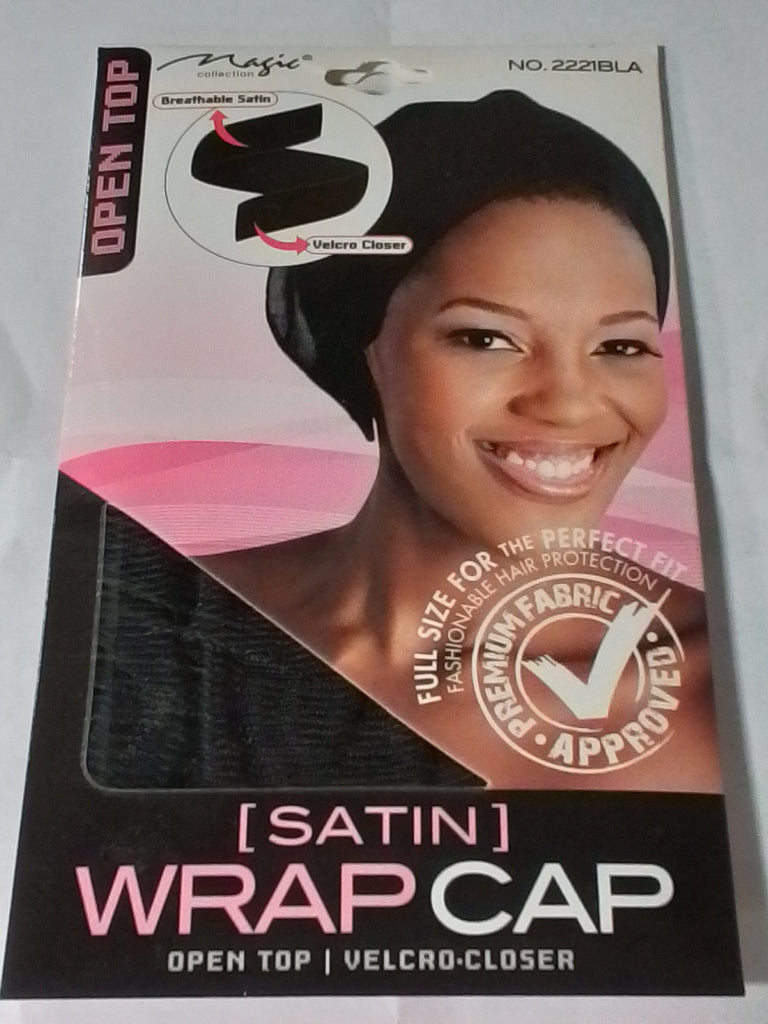 OPEN TOP
Magic®
collection
NO. 2221BLA
Breathable Satin
Velcro Closer
FULL SIZE FOR THE PERFECT FIT
FASHIONABLE HAIR PROTECTION
PREMIUM FABRIC
• APPROVED •
[SATIN]
WRAP CAP
OPEN TOP | VELCRO-CLOSER